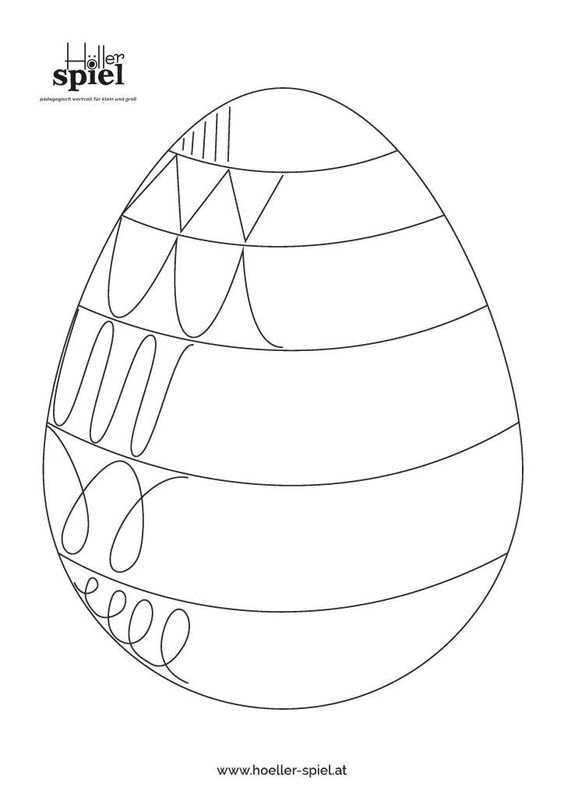 Höller
spiel
pädagogisch wertvoll für klein und groß
www.hoeller-spiel.at